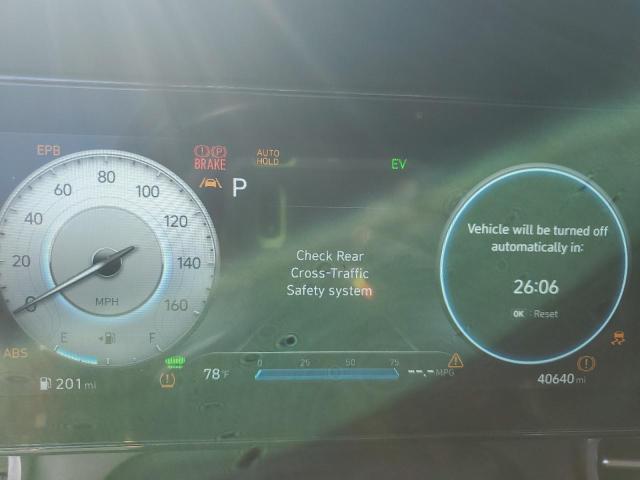 EPB
BRAKE
AUTO
HOLD
EV
P
0
20
40
60
80
100
120
140
160
MPH
E
F
Check Rear
Cross-Traffic
Safety system
Vehicle will be turned off
automatically in:
26:06
OK Reset
ABS
201 mi
78°F
0 25 50 75
--.- MPG
40640 mi